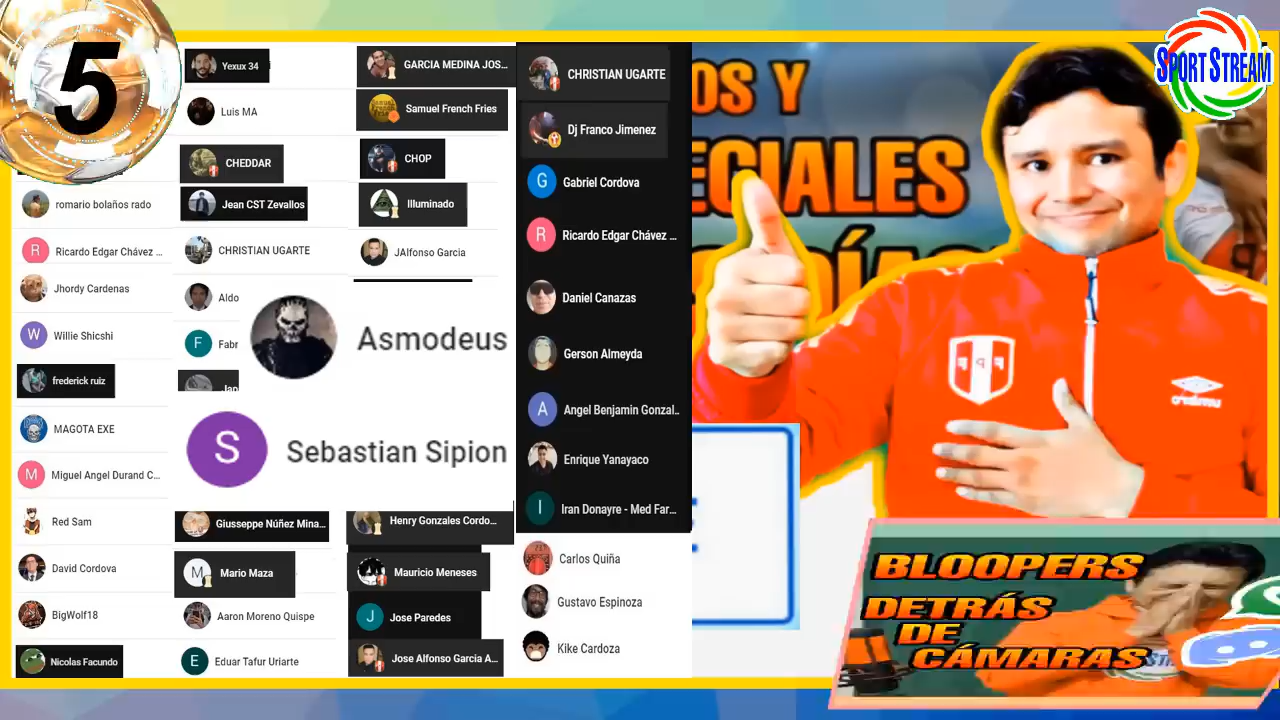 5
romario bolaños rado
R
Ricardo Edgar Chávez ...
Jhordy Cardenas
W
Willie Shicshi
frederick ruiz
MAGOTA EXE
M
Miguel Angel Durand C...
Red Sam
David Cordova
BigWolf18
Nicolas Facundo
Yexux 34
Luis MA
CHEDDAR
Jean CST Zevallos
CHRISTIAN UGARTE
Aldo
F
Fabr
Jap
Asmodeus
S
Sebastian Sipion
Giusseppe Núñez Mina...
M
Mario Maza
Aaron Moreno Quispe
E
Eduar Tafur Uriarte
GARCIA MEDINA JOS...
Samuel French Fries
CHOP
Illuminado
JAlfonso Garcia
Henry Gonzales Cordo...
Mauricio Meneses
J
Jose Paredes
Jose Alfonso Garcia A...
CHRISTIAN UGARTE
Dj Franco Jimenez
G
Gabriel Cordova
R
Ricardo Edgar Chávez ...
Daniel Canazas
Gerson Almeyda
A
Angel Benjamin Gonzal..
Enrique Yanayaco
I
Iran Donayre - Med Far...
Carlos Quiña
Gustavo Espinoza
Kike Cardoza
OS Y
ECIALES
ÍAS
SPORT STREAM
BLOOPERS
DETRÁS
DE
CÁMARAS